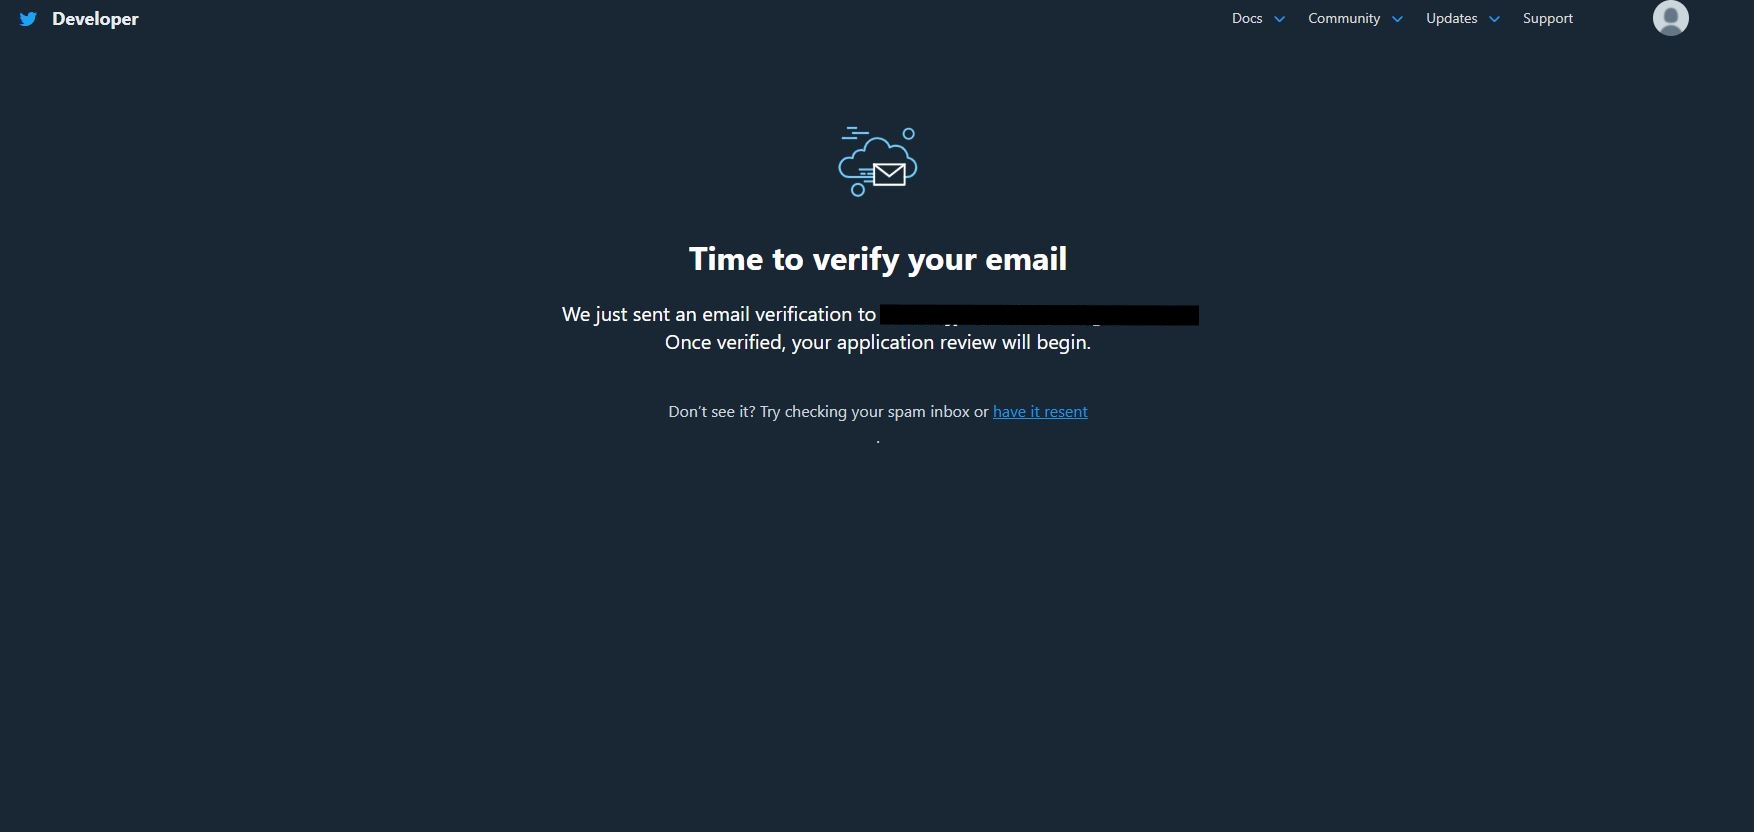 Developer
Docs
Community
Updates
Support
Time to verify your email
We just sent an email verification to
Once verified, your application review will begin.
Don't see it? Try checking your spam inbox or have it resent
.